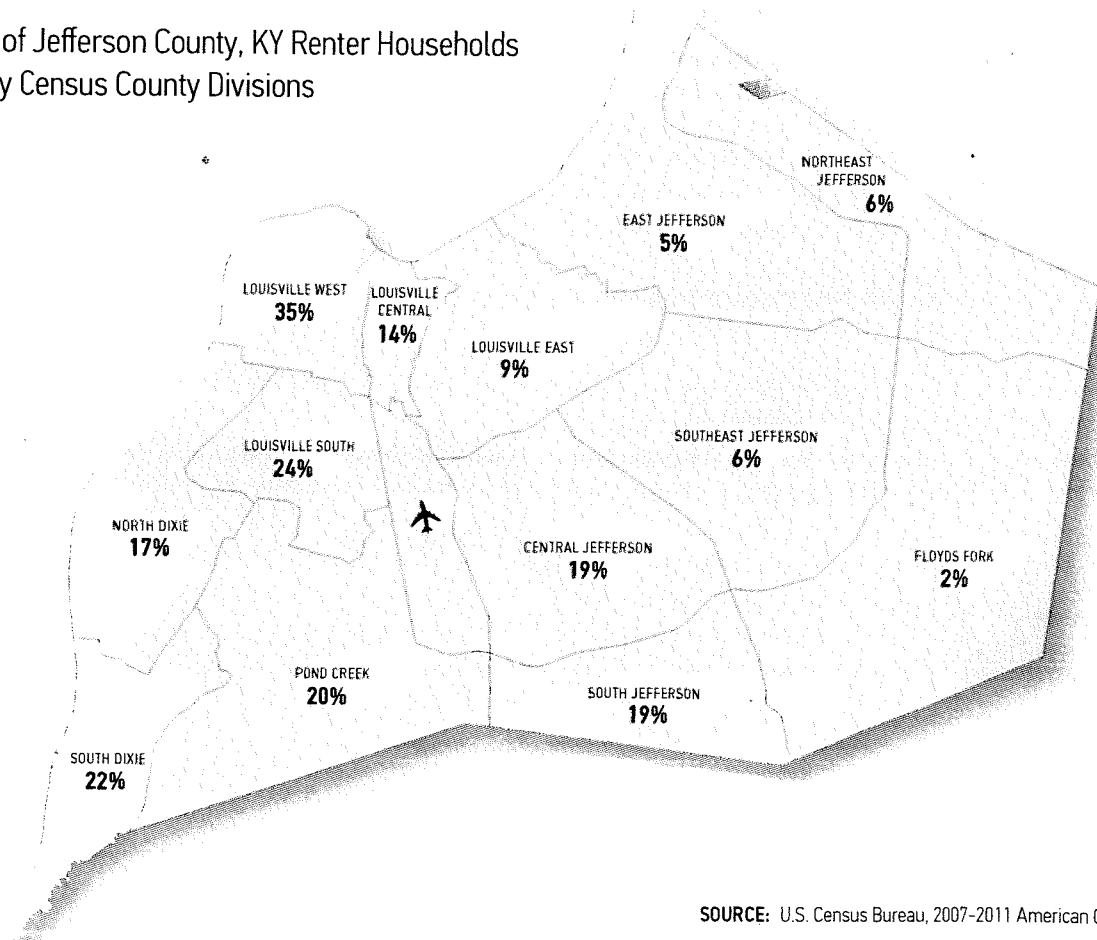 of Jefferson County, KY Renter Households
y Census County Divisions
NORTHEAST
JEFFERSON
6%
EAST JEFFERSON
5%
LOUISVILLE WEST
35%
LOUISVILLE
CENTRAL
14%
LOUISVILLE EAST
9%
LOUISVILLE SOUTH
24%
SOUTHEAST JEFFERSON
6%
NORTH DIXIE
17%
CENTRAL JEFFERSON
19%
FLOYDS FORK
2%
POND CREEK
20%
SOUTH JEFFERSON
19%
SOUTH DIXIE
22%
SOURCE: U.S. Census Bureau, 2007-2011 American